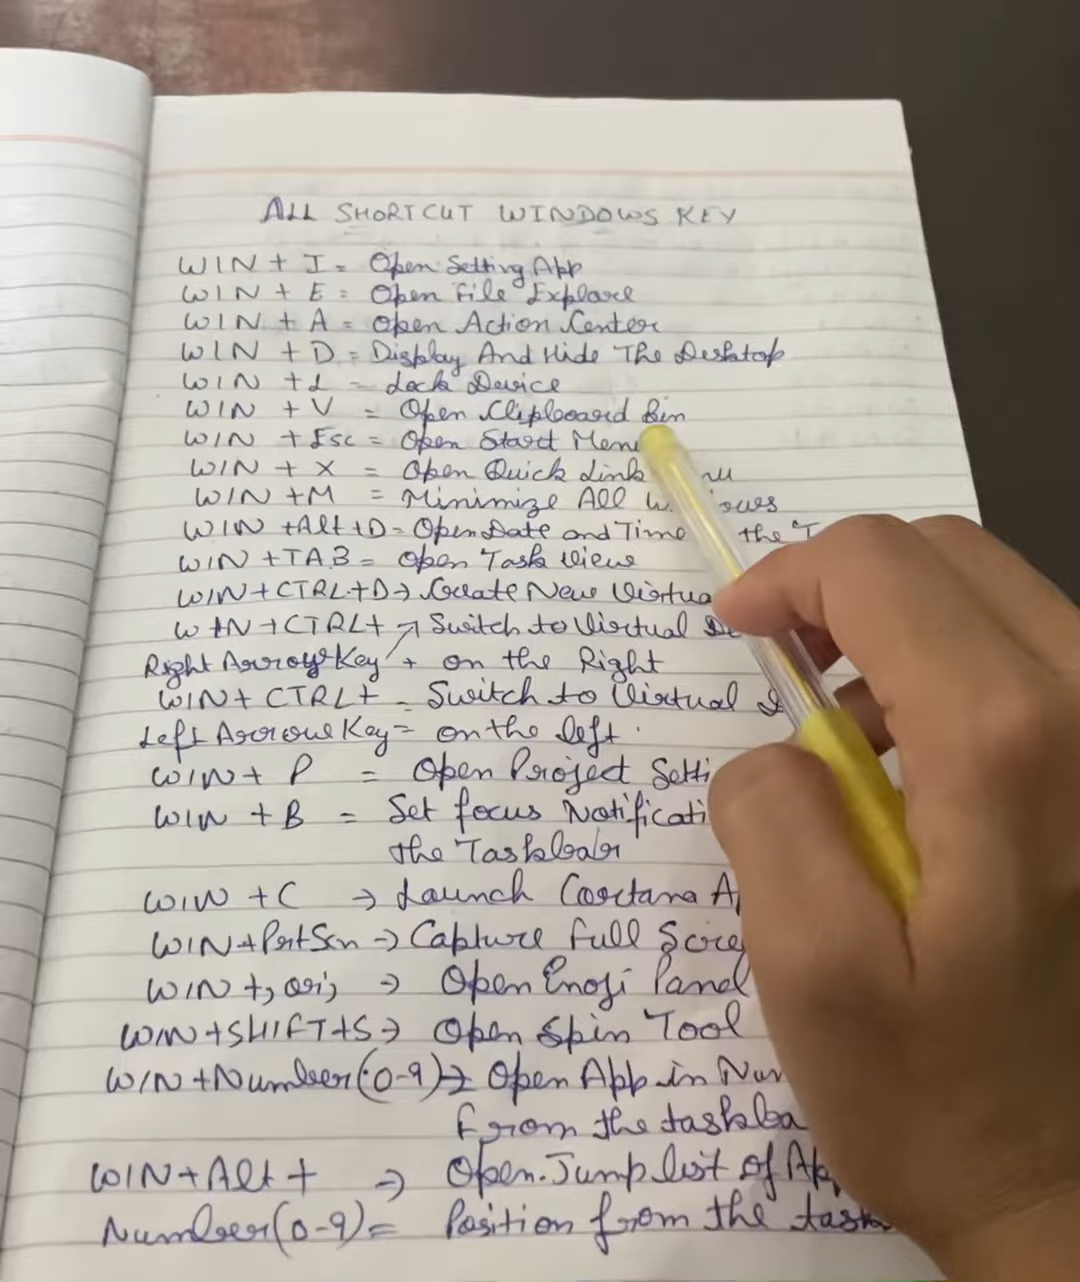 ALL SHORTCUT WINDOWS KEY
WIN + I = Open Setting App
WIN + E = Open File Explore
WIN + A = Open Action Center
WIN + D = Display And Hide The Desktop
WIN + L = Lock Device
WIN + V = Open Clipboard Bin
WIN + Esc = Open Start Menu
WIN + X = Open Quick Link
WIN + M = Minimize All
WIN + Alt + D = Open Date and Time the
WIN + TAB = Open Task View
WIN + CTRL + D → Create New
WIN + CTRL + → Switch to Virtual
Right Arrow Key + on the Right
WIN + CTRL + = Switch to Virtual
Left Arrow Key = on the left.
WIN + P = Open Project
WIN + B = Set focus
the Taskbar
WIN + C → Launch Cortana
WIN + PrtScn → Capture Full
WIN +, or ; → Open Emoji Panel
WIN + SHIFT + S → Open Spin Tool
WIN + Number (0-9) → Open App in
From the
WIN + Alt + → Open Jump list of
Number (0-9) = Position from the